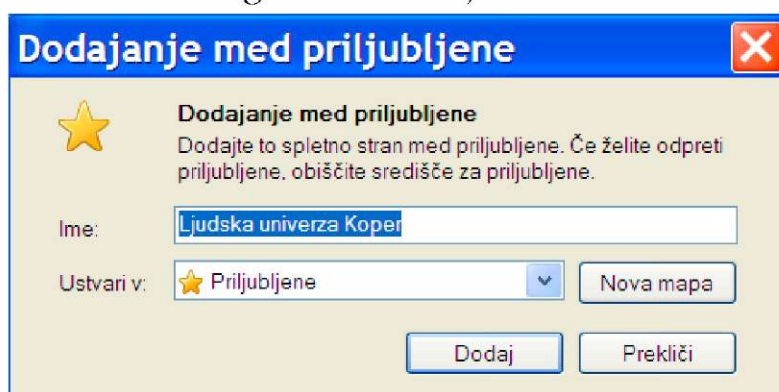 Dodajanje med priljubljene
Dodajanje med priljubljene
Dodajte to spletno stran med priljubljene. Če želite odpreti
priljubljene, obiščite središče za priljubljene.
Ime: Ljudska univerza Koper
Ustvari v: Priljubljene Nova mapa
Dodaj Prekliči